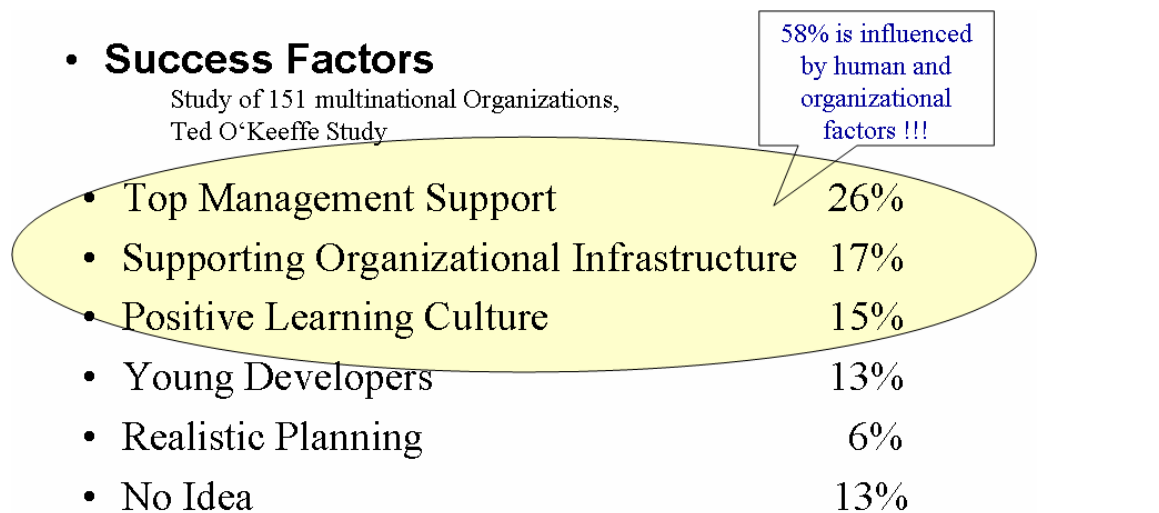 • Success Factors
Study of 151 multinational Organizations,
Ted O‘Keeffe Study
58% is influenced
by human and
organizational
factors !!!
• Top Management Support 26%
• Supporting Organizational Infrastructure 17%
• Positive Learning Culture 15%
• Young Developers 13%
• Realistic Planning 6%
• No Idea 13%